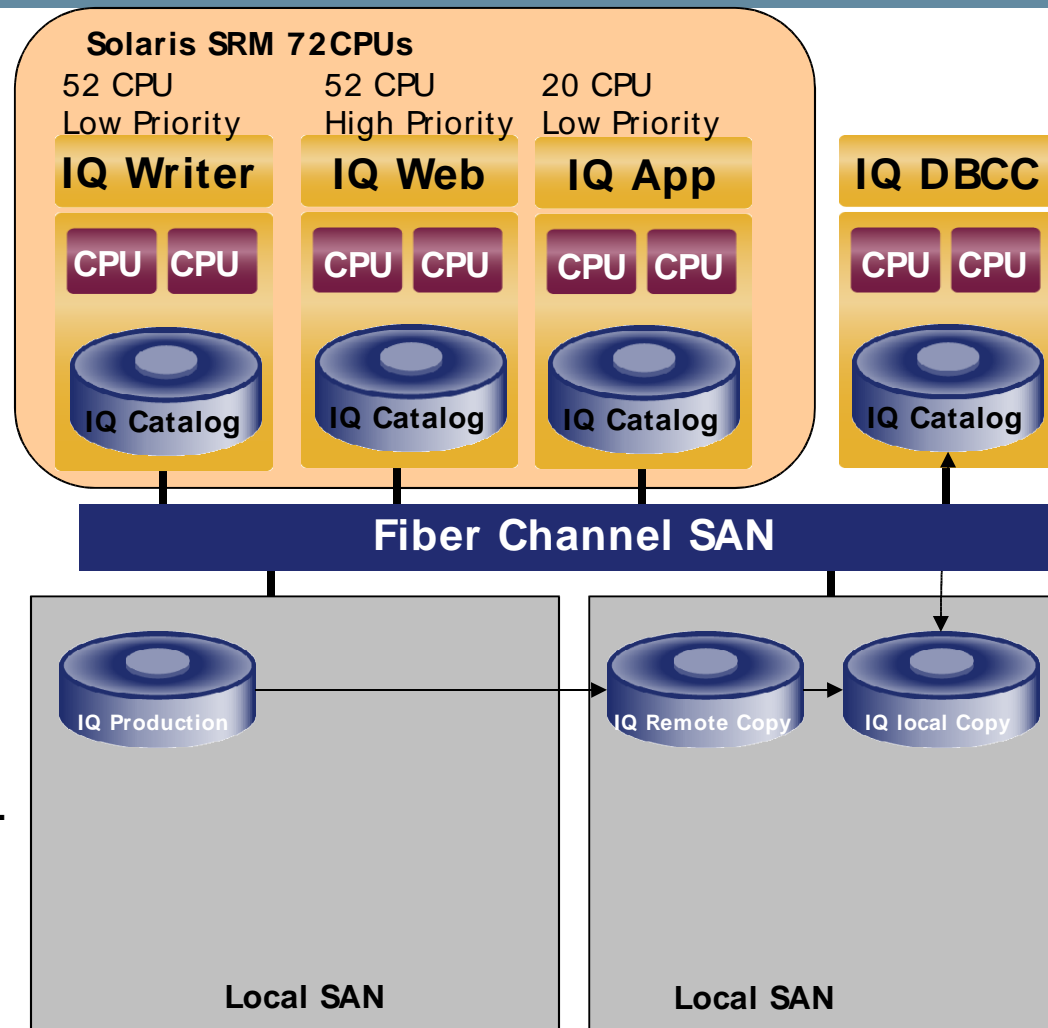 Solaris SRM 72CPUs
52 CPU
Low Priority
52 CPU
High Priority
20 CPU
Low Priority
IQ Writer
IQ Web
IQ App
IQ DBCC
CPU CPU
CPU CPU
CPU CPU
CPU CPU
IQ Catalog
IQ Catalog
IQ Catalog
IQ Catalog
Fiber Channel SAN
IQ Production
IQ Remote Copy
IQ local Copy
.
Local SAN
Local SAN